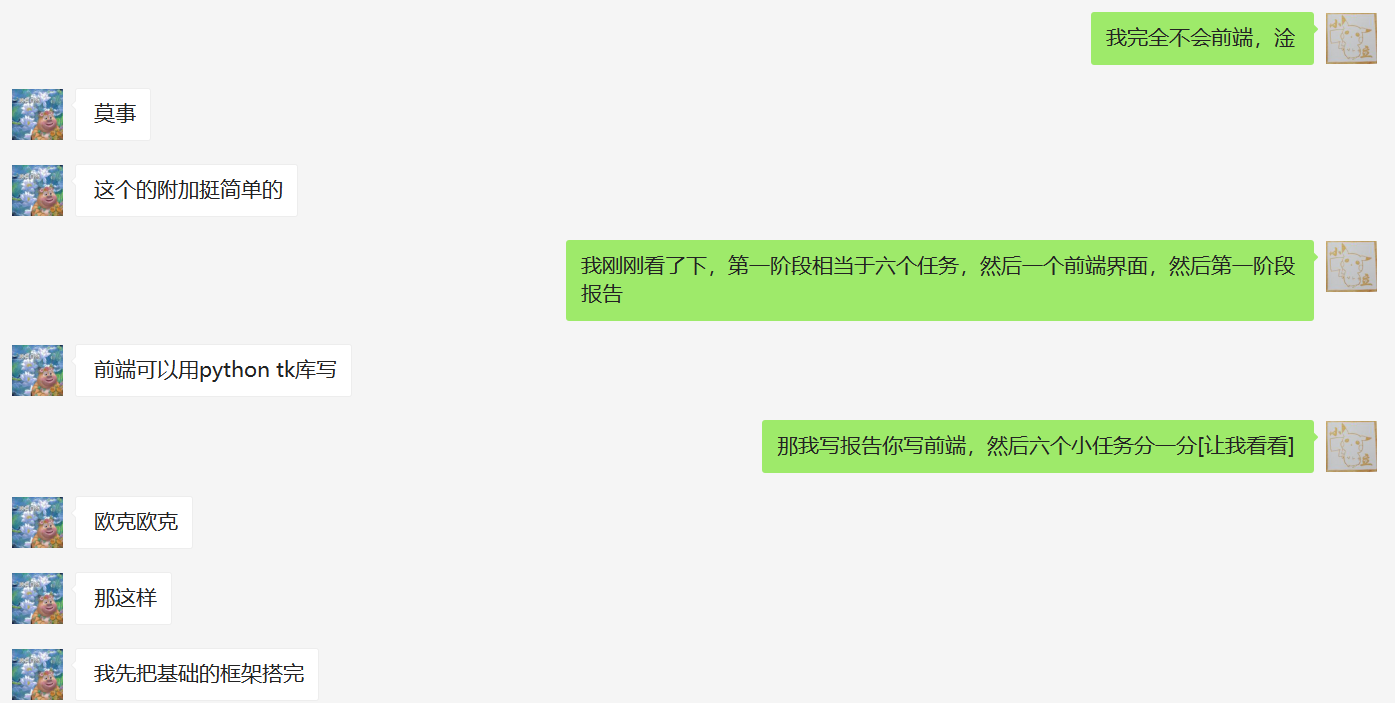 我完全不会前端，淦
莫事
这个的附加挺简单的
我刚刚看了下，第一阶段相当于六个任务，然后一个前端界面，然后第一阶段
报告
前端可以用python tk库写
那我写报告你写前端，然后六个小任务分一分[让我看看]
欧克欧克
那这样
我先把基础的框架搭完